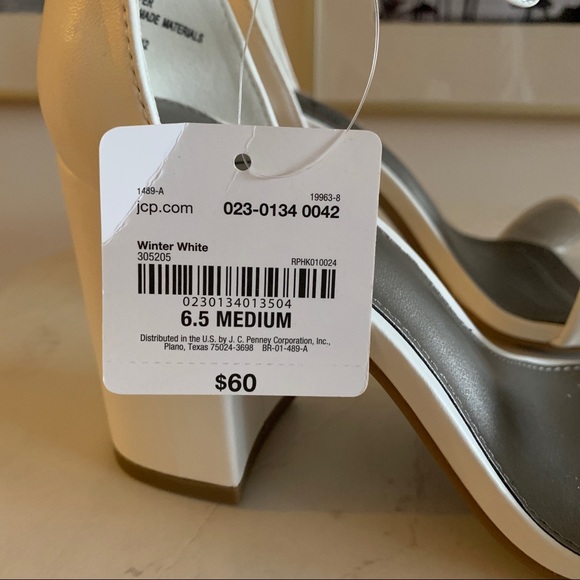 MADE MATERIALS
1489-A 19963-8
jcp.com 023-0134 0042
Winter White
305205 RPHK010024
0230134013504
6.5 MEDIUM
Distributed in the U.S. by J. C. Penney Corporation, Inc.,
Plano, Texas 75024-3698 BR-01-489-A
$60